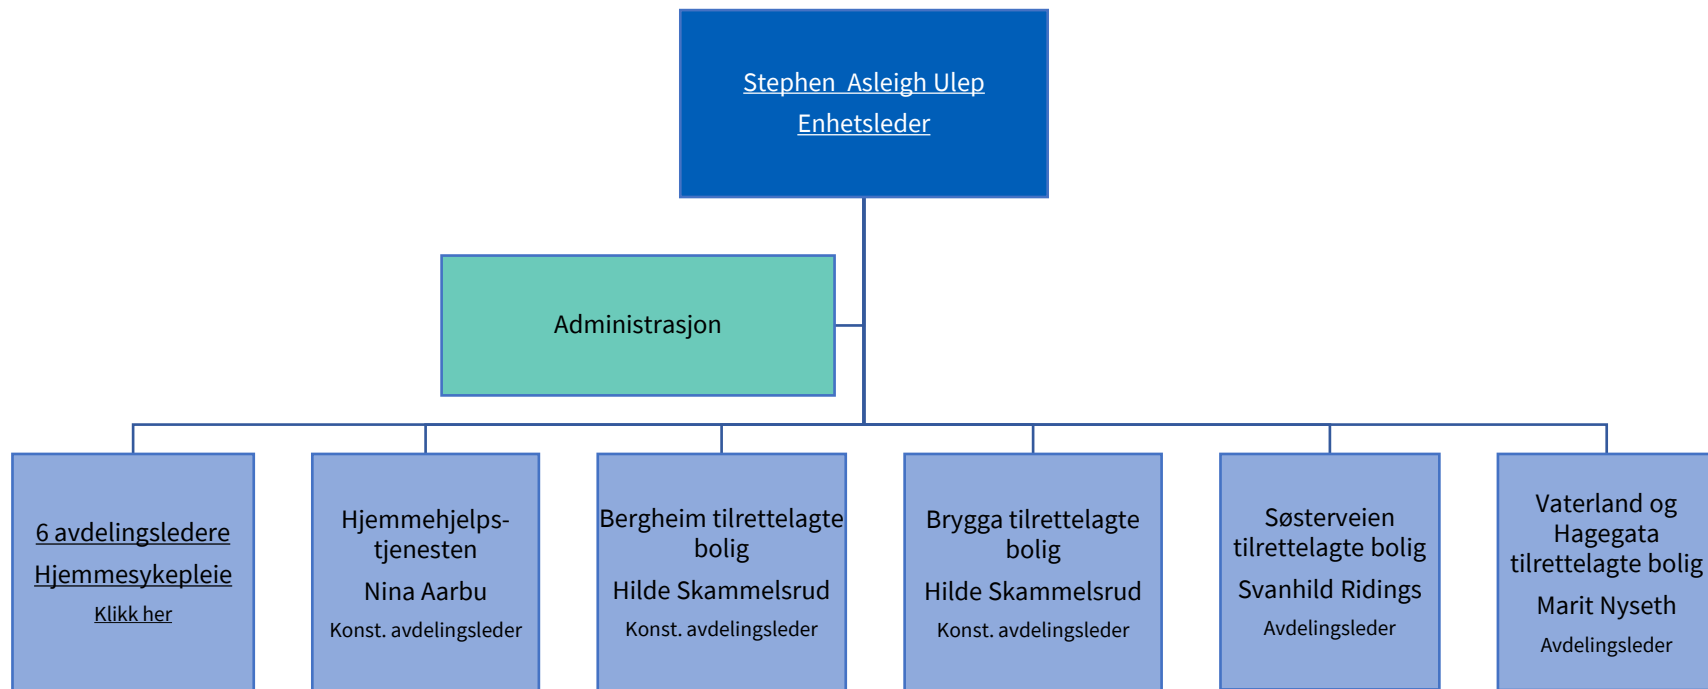 Stephen  Asleigh Ulep
Enhetsleder
Administrasjon
6 avdelingsledere
Hjemmesykepleie
Klikk her
Hjemmehjelps-
tjenesten
Nina Aarbu
Konst. avdelingsleder
Bergheim tilrettelagte
bolig
Hilde Skammelsrud
Konst. avdelingsleder
Brygga tilrettelagte
bolig
Hilde Skammelsrud
Konst. avdelingsleder
Søsterveien
tilrettelagte bolig
Svanhild Ridings
Avdelingsleder
Vaterland og
Hagegata
tilrettelagte bolig
Marit Nyseth
Avdelingsleder